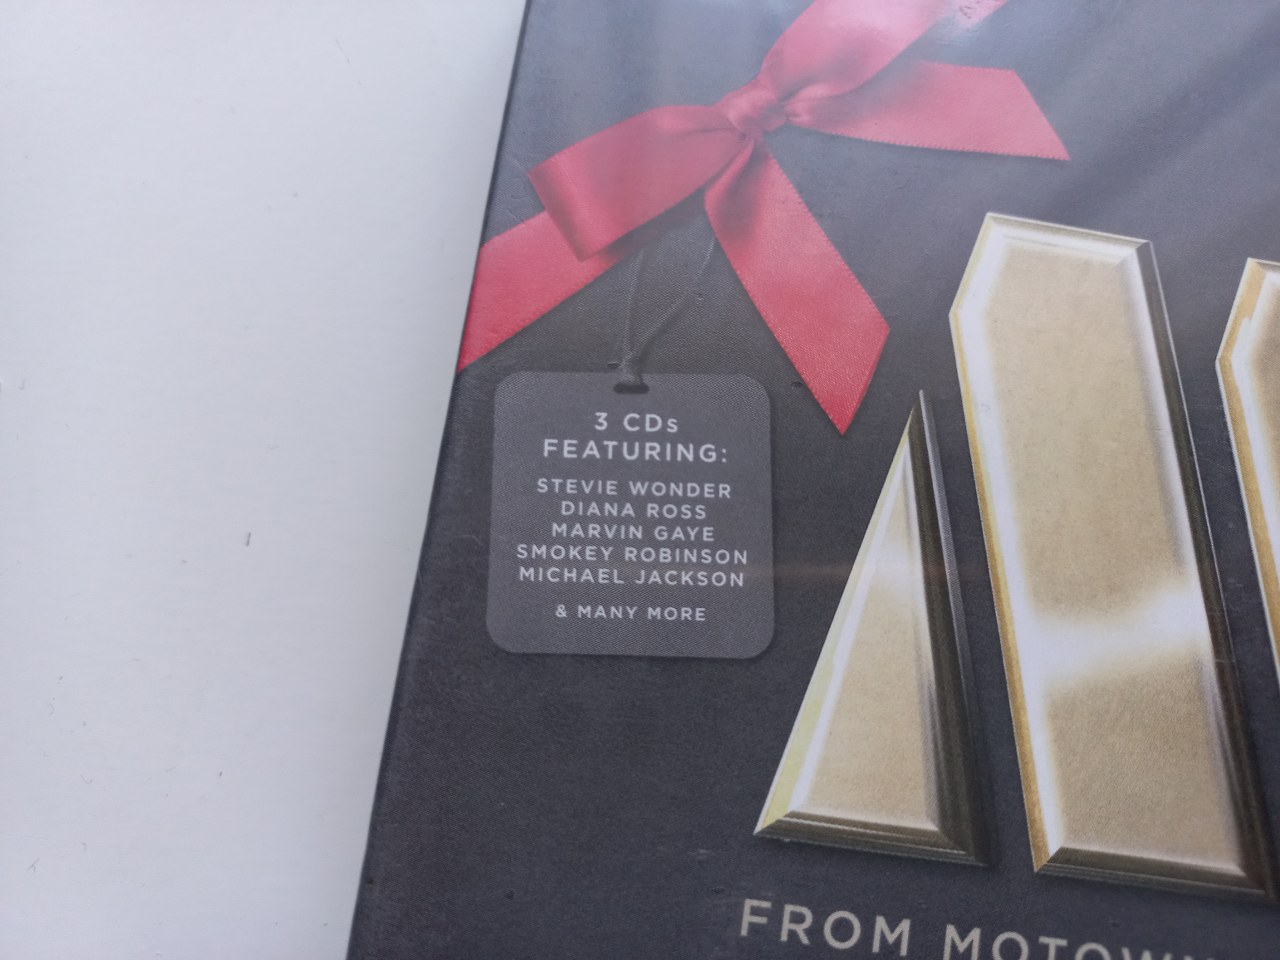 3 CDs
FEATURING:
STEVIE WONDER
DIANA ROSS
MARVIN GAYE
SMOKEY ROBINSON
MICHAEL JACKSON
& MANY MORE
FROM MOTOWN